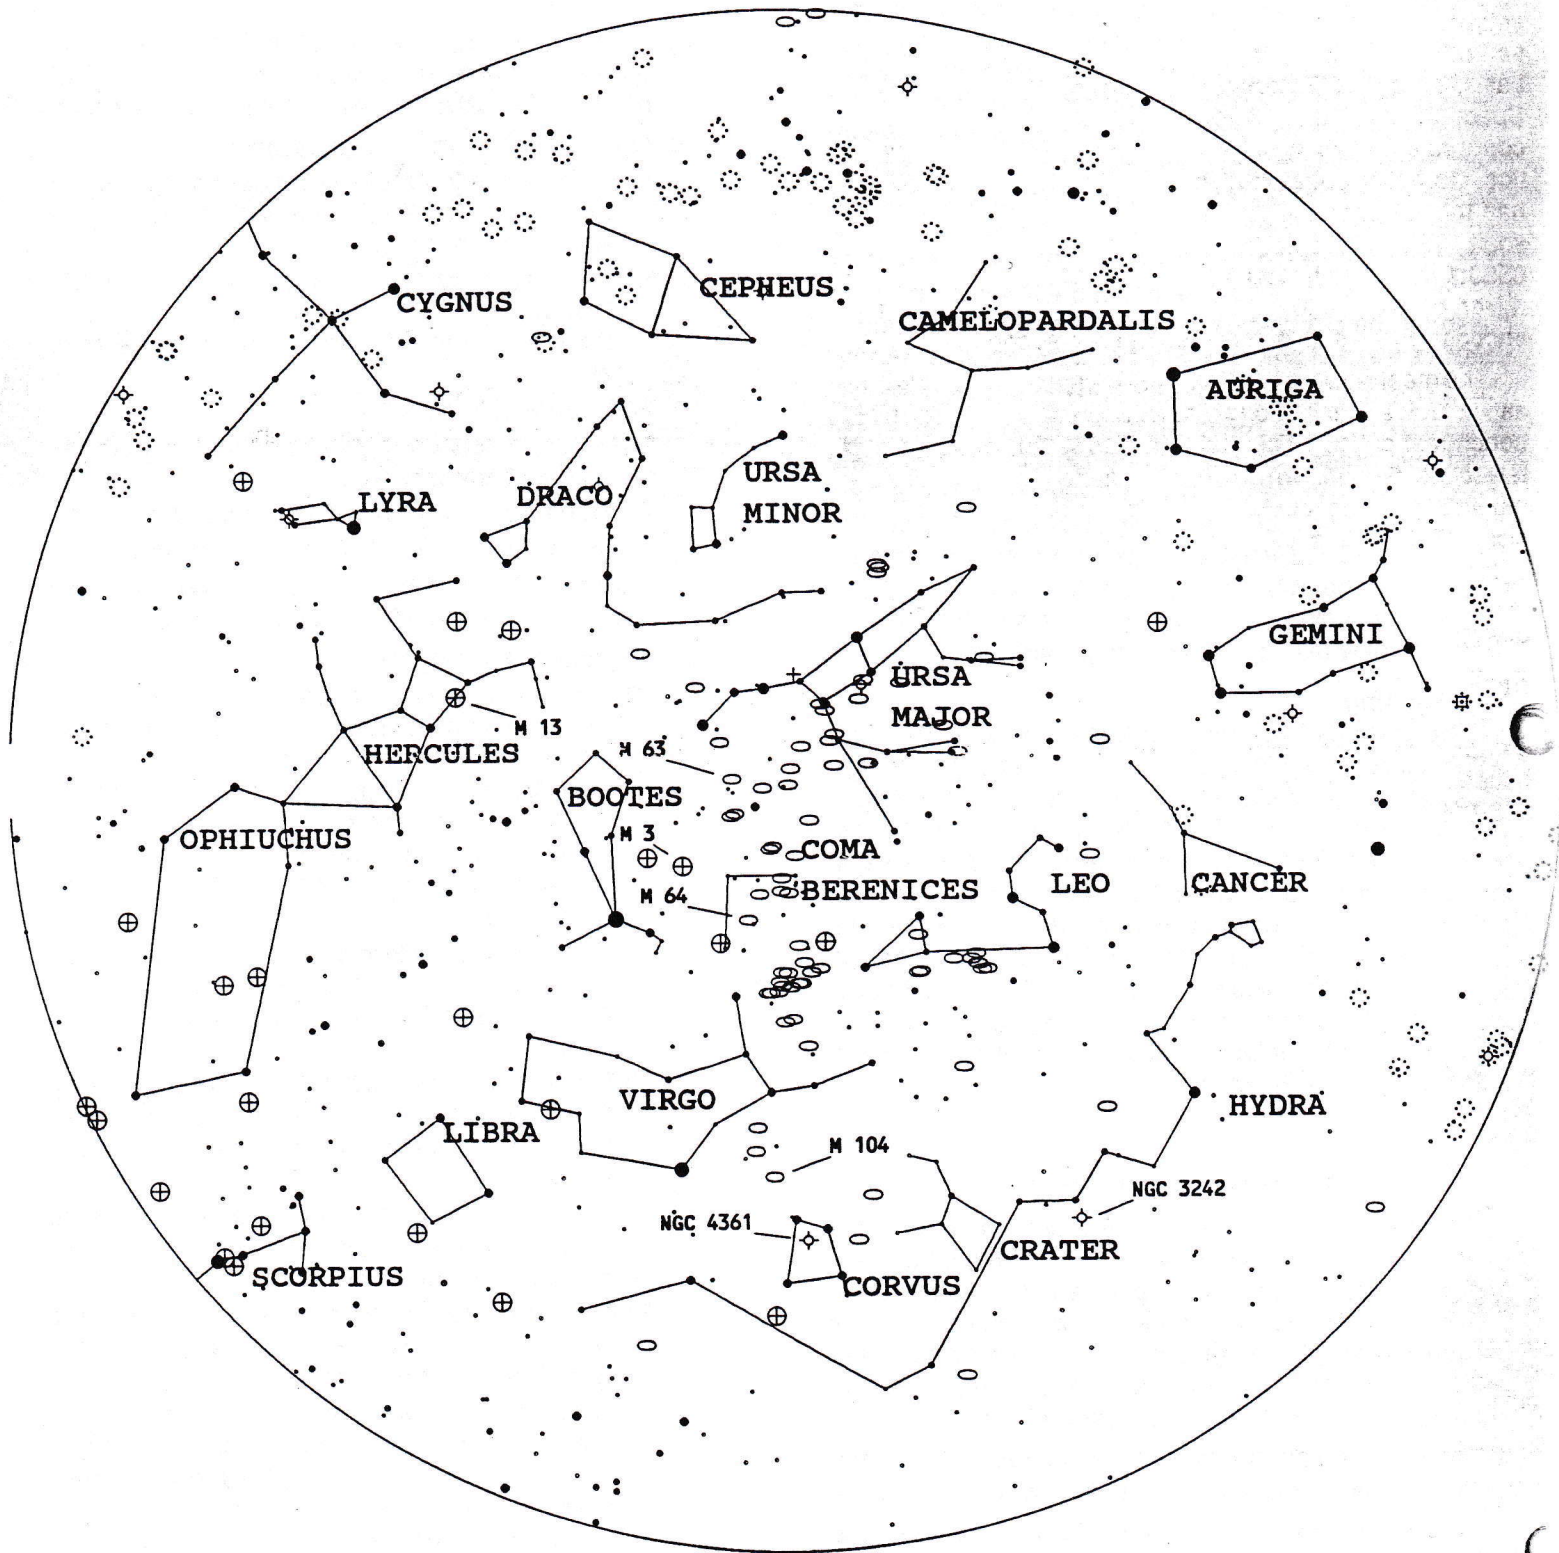 CEPHEUS
CYGNUS
CAMELOPARDALIS
AURIGA
URSA
MINOR
DRACO
LYRA
GEMINI
URSA
MAJOR
M 13
HERCULES
M 63
BOOTES
OPHIUCHUS
M 3
COMA
BERENICES
LEO
CANCER
M 64
VIRGO
HYDRA
LIBRA
M 104
NGC 3242
NGC 4361
CRATER
SCORPIUS
CORVUS